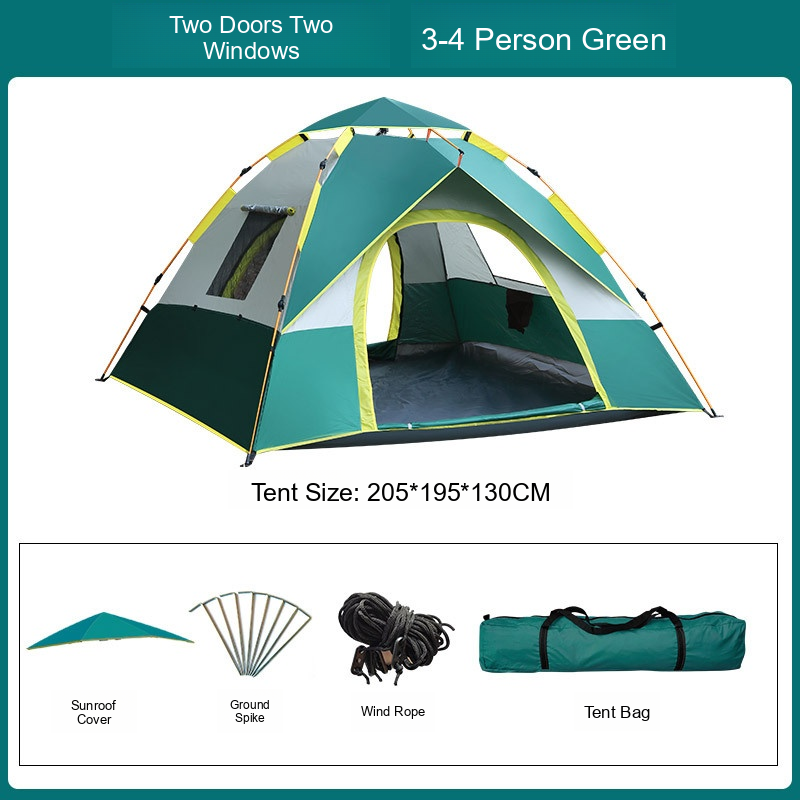 Two Doors Two
Windows
3-4 Person Green
Tent Size: 205*195*130CM
Sunroof
Cover
Ground
Spike
Wind Rope
Tent Bag